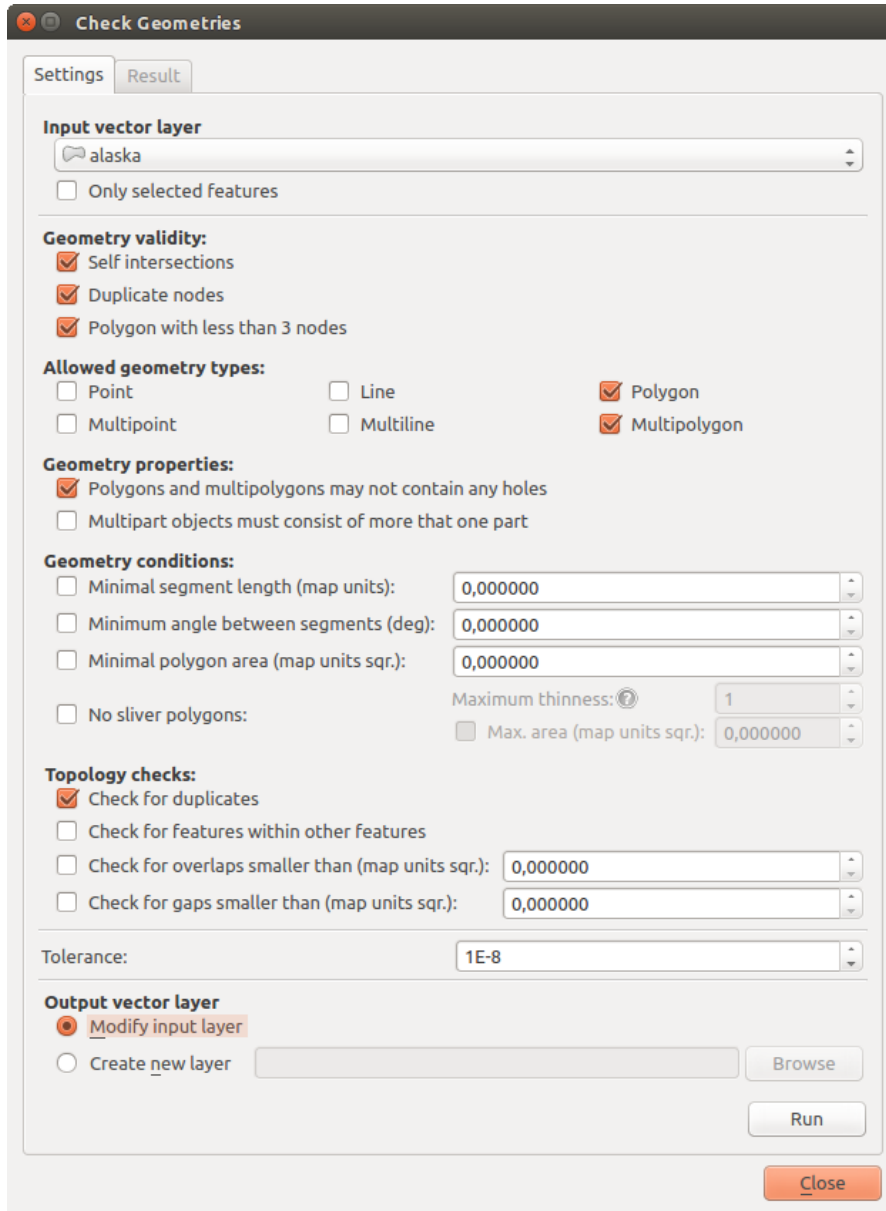 Check Geometries
Settings Result
Input vector layer
alaska
Only selected features
Geometry validity:
Self intersections
Duplicate nodes
Polygon with less than 3 nodes
Allowed geometry types:
Point Line Polygon
Multipoint Multiline Multipolygon
Geometry properties:
Polygons and multipolygons may not contain any holes
Multipart objects must consist of more that one part
Geometry conditions:
Minimal segment length (map units): 0,000000
Minimum angle between segments (deg): 0,000000
Minimal polygon area (map units sqr.): 0,000000
No sliver polygons: Maximum thinness: ? 1
Max. area (map units sqr.): 0,000000
Topology checks:
Check for duplicates
Check for features within other features
Check for overlaps smaller than (map units sqr.): 0,000000
Check for gaps smaller than (map units sqr.): 0,000000
Tolerance: 1E-8
Output vector layer
Modify input layer
Create new layer Browse
Run
Close